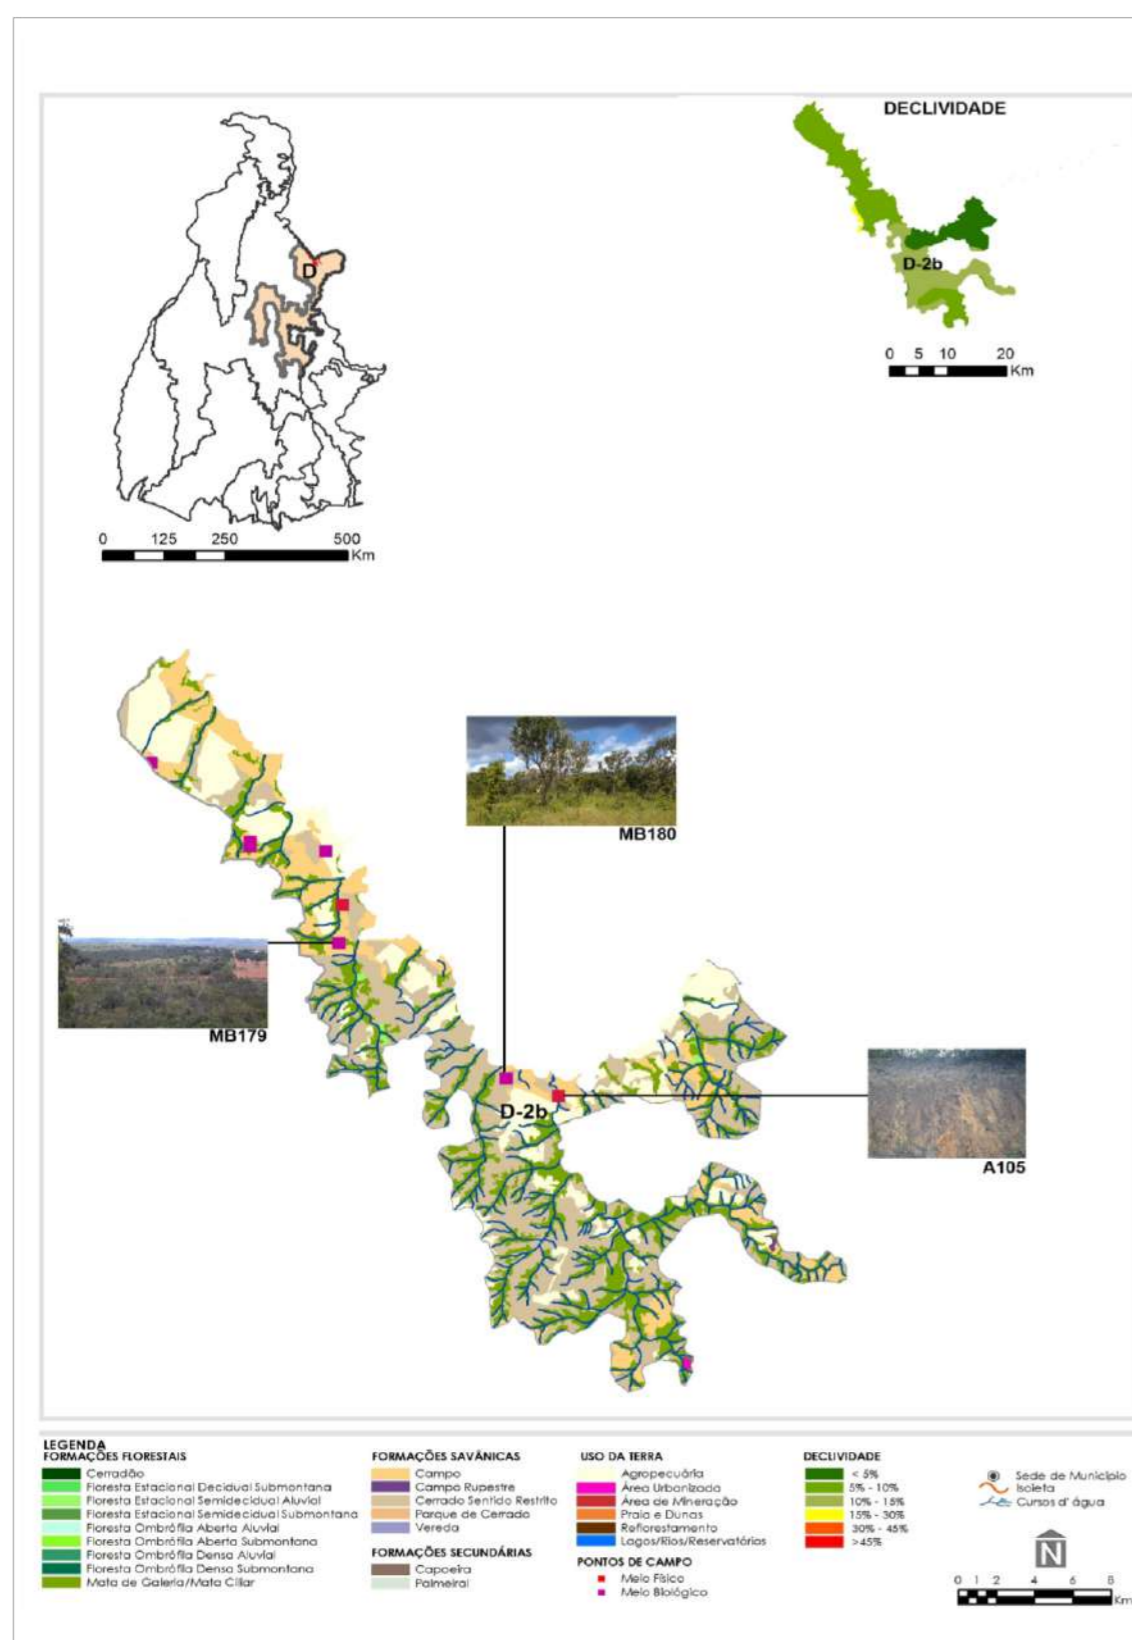 DECLIVIDADE
D
D-2b
0 5 10 20
Km
0 125 250 500
Km
MB180
MB179
D-2b
A105
LEGENDA
FORMAÇÕES FLORESTAIS
Cerradão
Floresta Estacional Decidual Submontana
Floresta Estacional Semidecidual Aluvial
Floresta Estacional Semidecidual Submontana
Floresta Ombrófila Aberta Aluvial
Floresta Ombrófila Aberta Submontana
Floresta Ombrófila Densa Aluvial
Floresta Ombrófila Densa Submontana
Mata de Galeria/Mata Ciliar
FORMAÇÕES SAVÂNICAS
Campo
Campo Rupestre
Cerrado Sentido Restrito
Parque de Cerrado
Vereda
FORMAÇÕES SECUNDÁRIAS
Capoeira
Palmeiral
USO DA TERRA
Agropecuária
Área Urbanizada
Área de Mineração
Praia e Dunas
Reflorestamento
Lagos/Rios/Reservatórios
PONTOS DE CAMPO
Meio Físico
Meio Biológico
DECLIVIDADE
< 5%
5% - 10%
10% - 15%
15% - 30%
30% - 45%
>45%
Sede de Município
Isoieta
Cursos d' água
N
0 1 2 4 6 8
Km